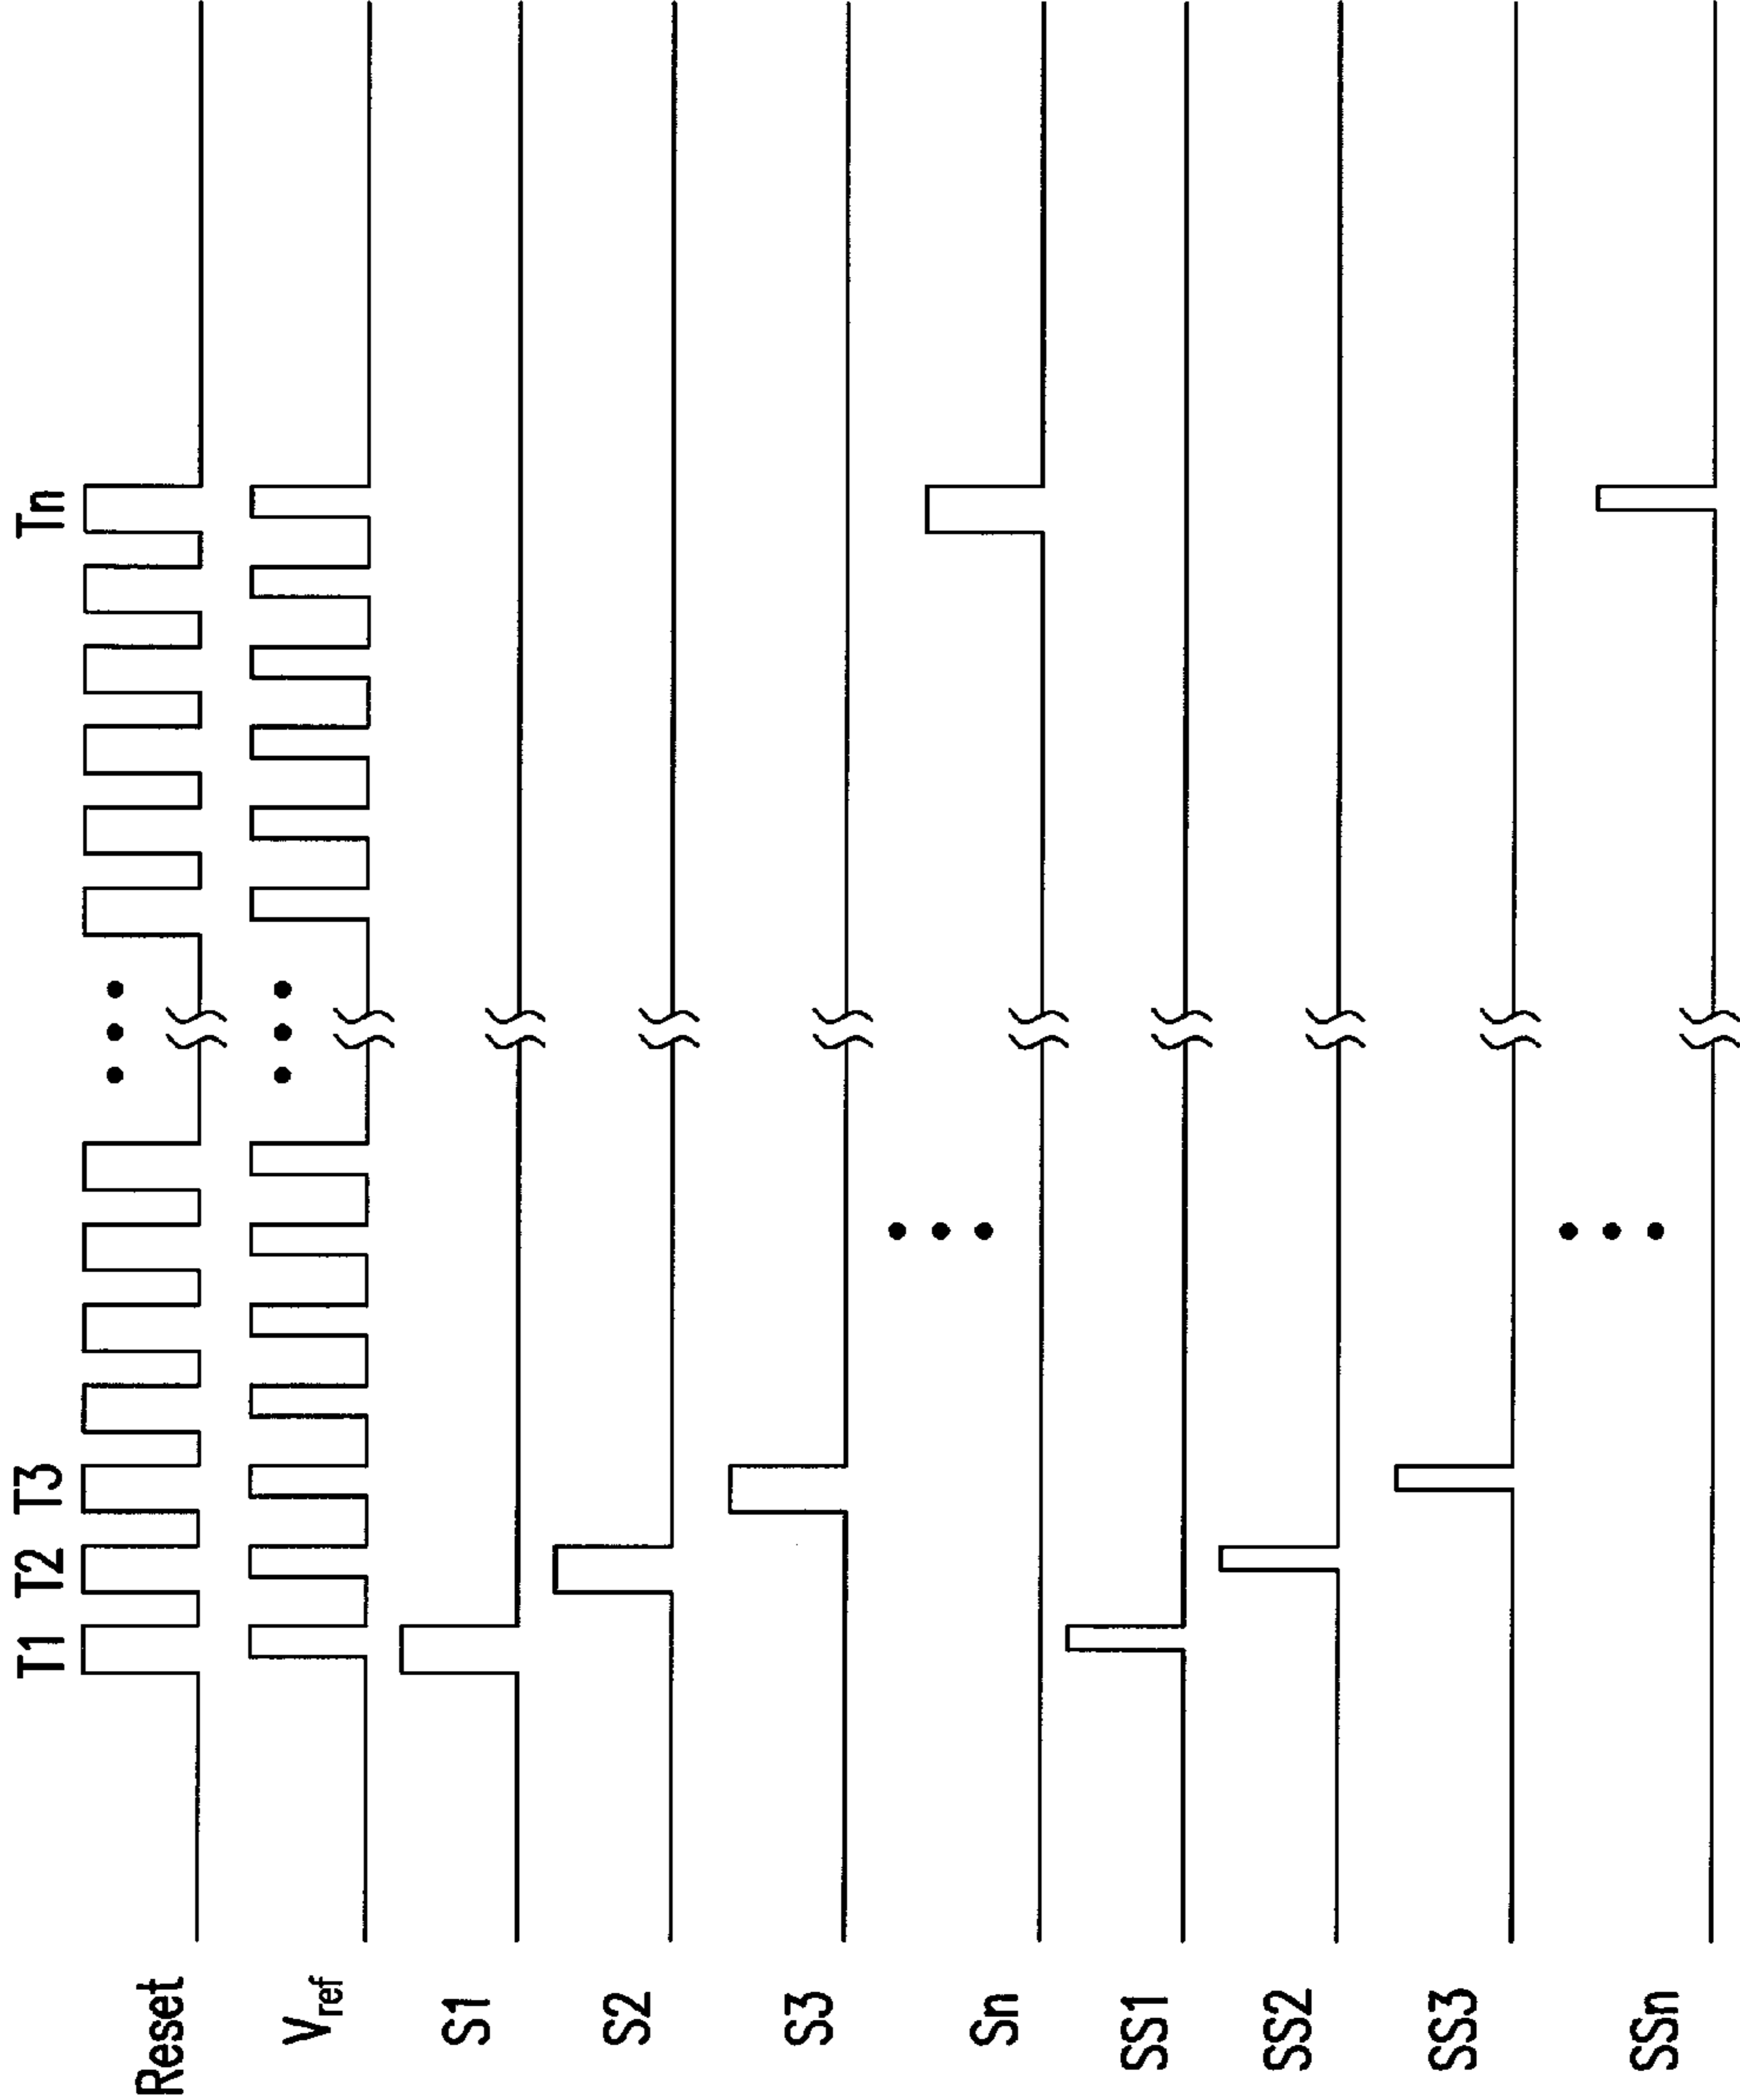 T1 T2 T3 Tn
Reset
Vref
S1
S2
S3
Sn
SS1
SS2
SS3
SSn